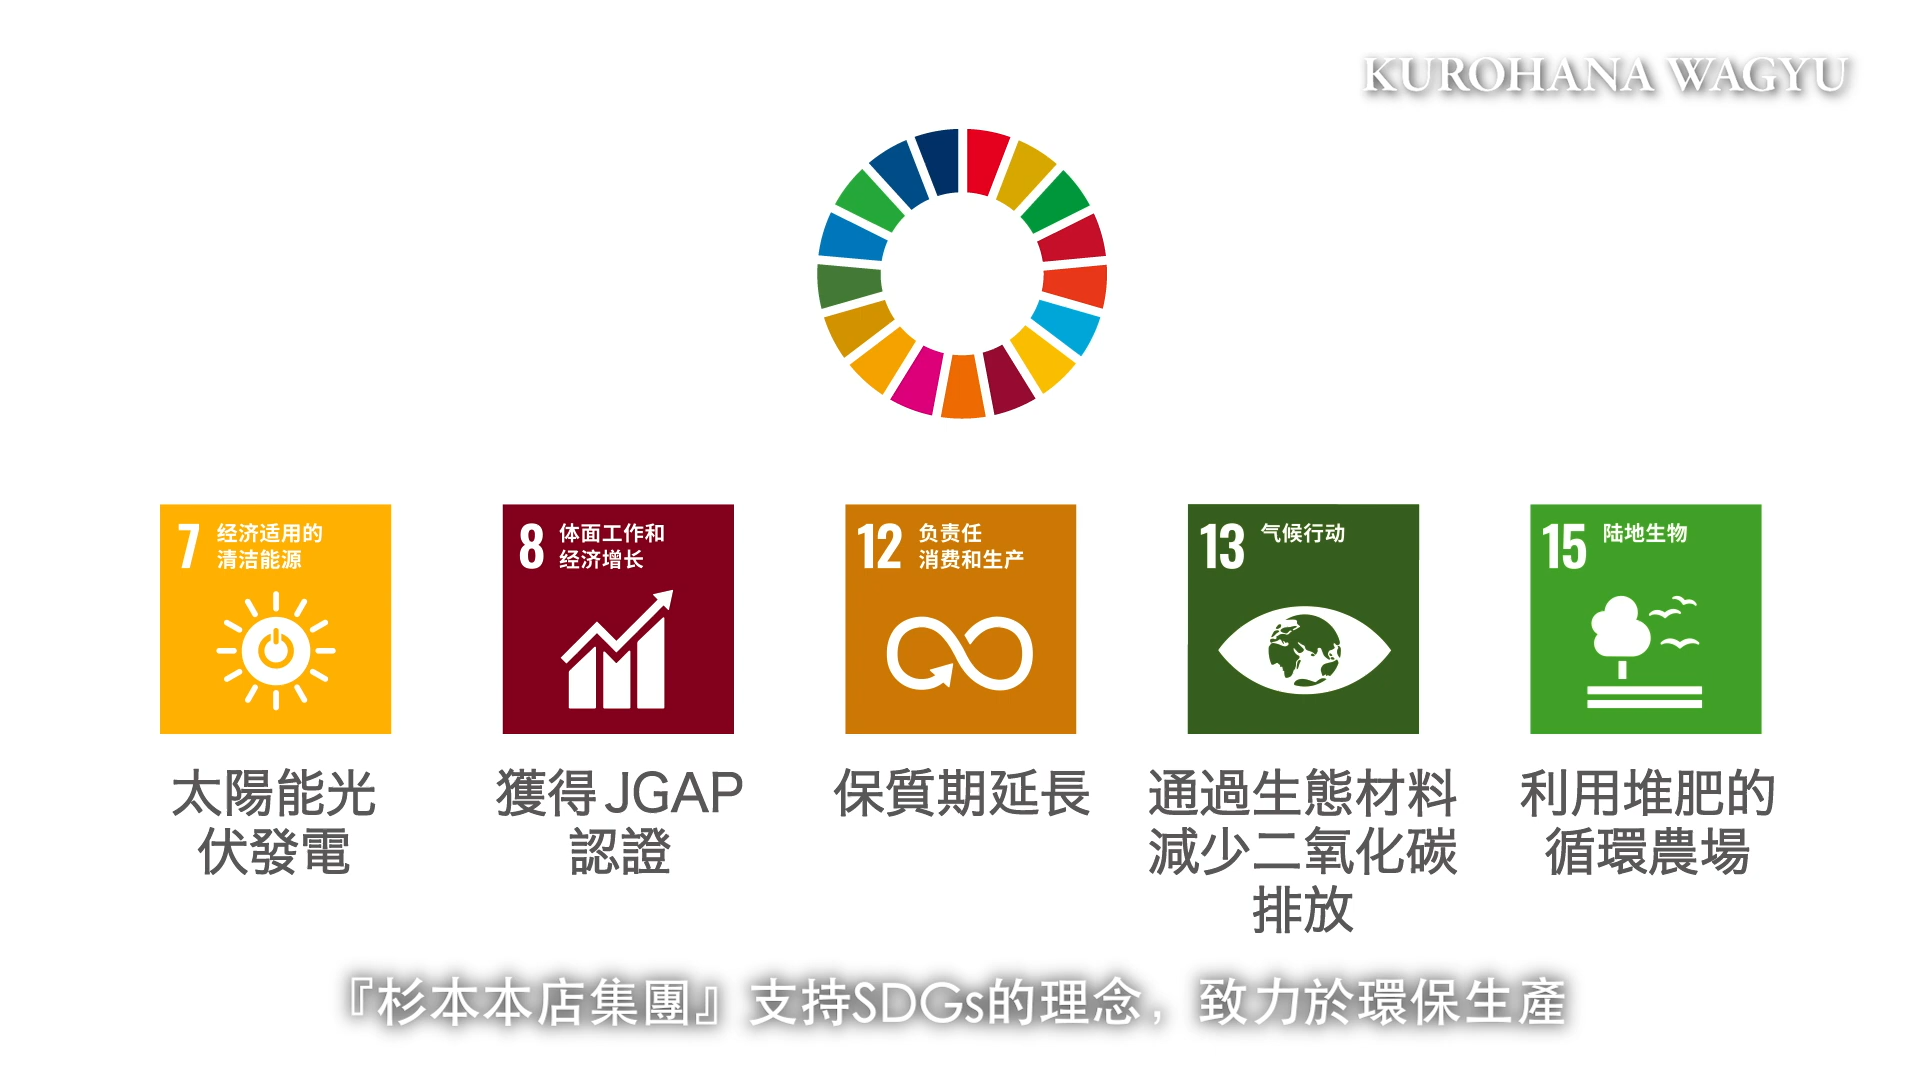 KUROHANA WAGYU
7 经济适用的
清洁能源
8 体面工作和
经济增长
12 负责任
消费和生产
13 气候行动
15 陆地生物
太陽能光
伏發電
獲得JGAP
認證
保質期延長
通過生態材料
減少二氧化碳
排放
利用堆肥的
循環農場
『杉本本店集團』支持SDGs的理念，致力於環保生產